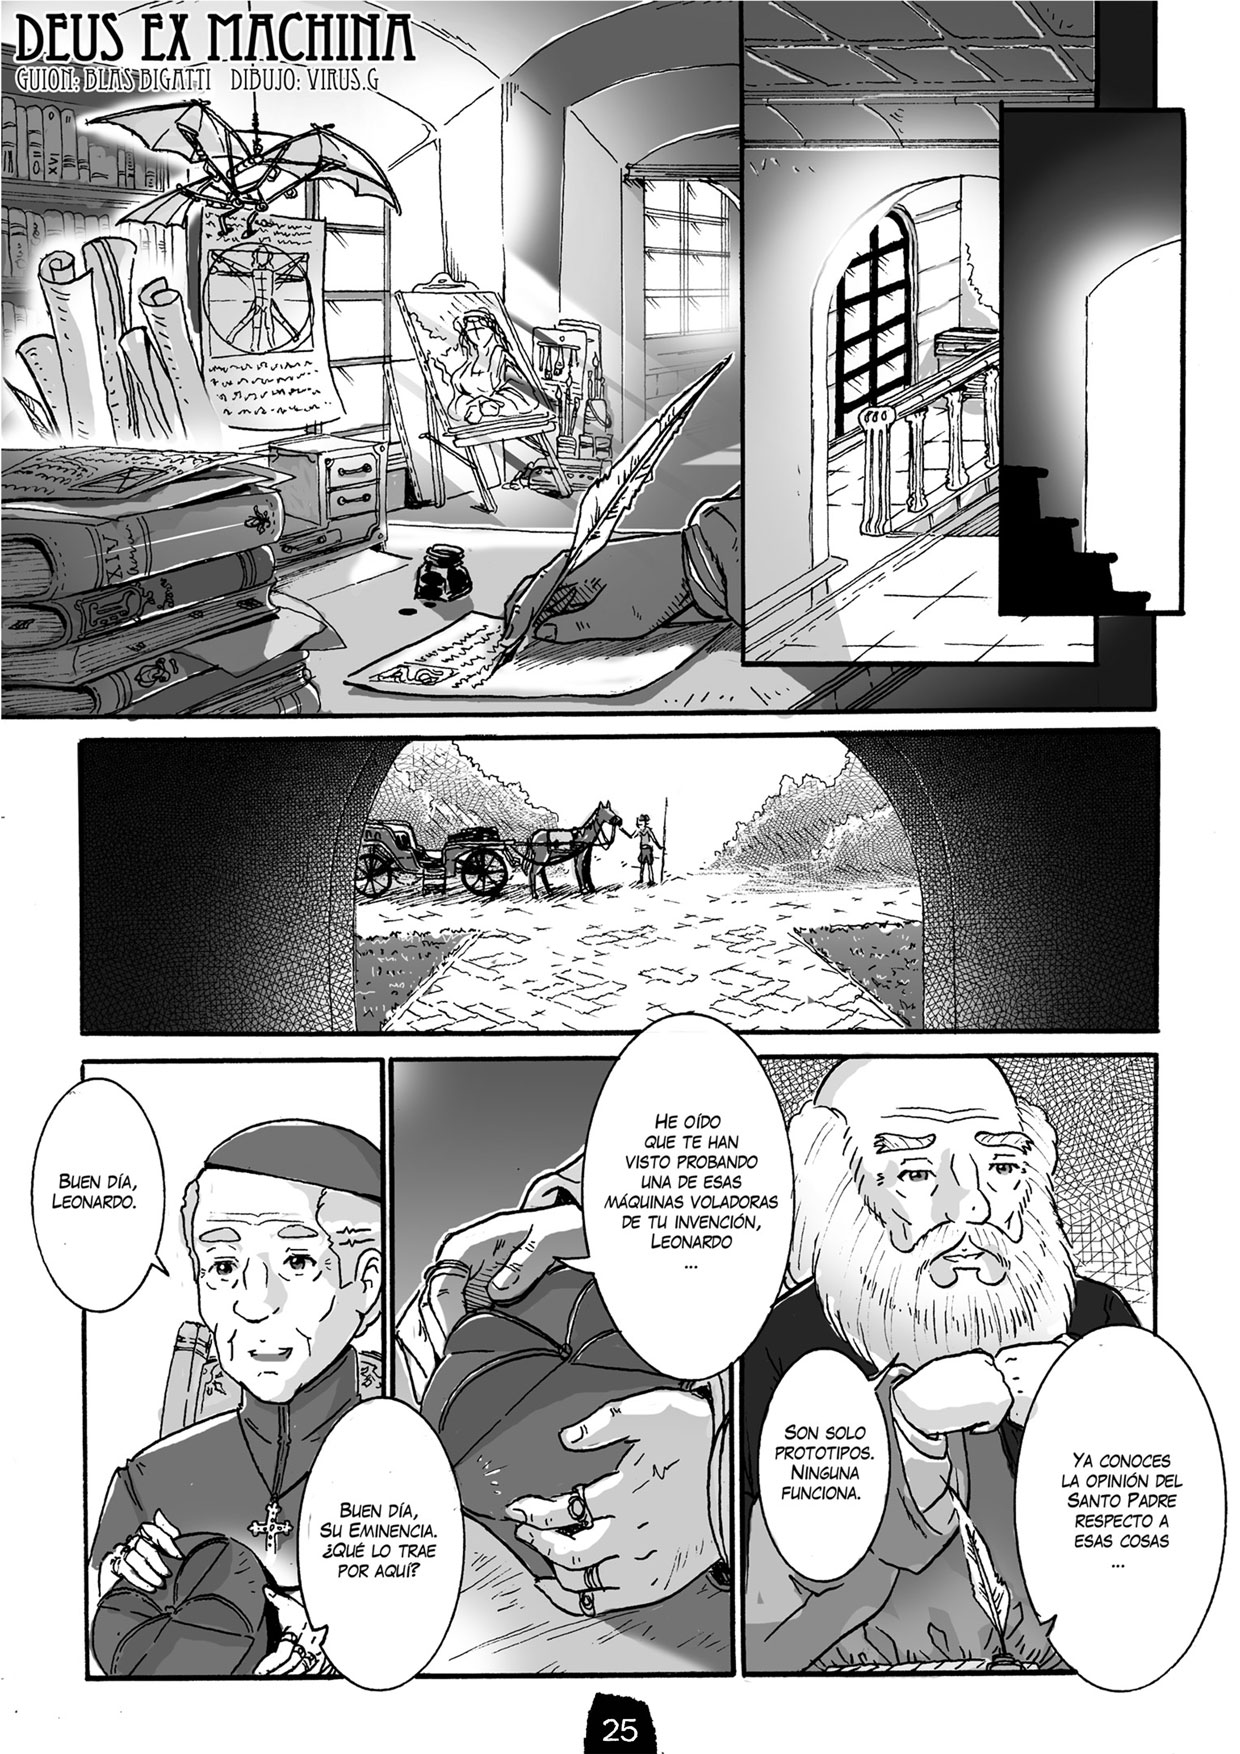 DEUS EX MACHINA
GUION: BLAS BIGATTI DIBUJO: VIRUS.G
XVI
XIV
BUEN DÍA,
LEONARDO.
BUEN DÍA,
SU EMINENCIA.
¿QUÉ LO TRAE
POR AQUÍ?
HE OÍDO
QUE TE HAN
VISTO PROBANDO
UNA DE ESAS
MÁQUINAS VOLADORAS
DE TU INVENCIÓN,
LEONARDO
...
SON SOLO
PROTOTIPOS.
NINGUNA
FUNCIONA.
YA CONOCES
LA OPINIÓN DEL
SANTO PADRE
RESPECTO A
ESAS COSAS
...
25